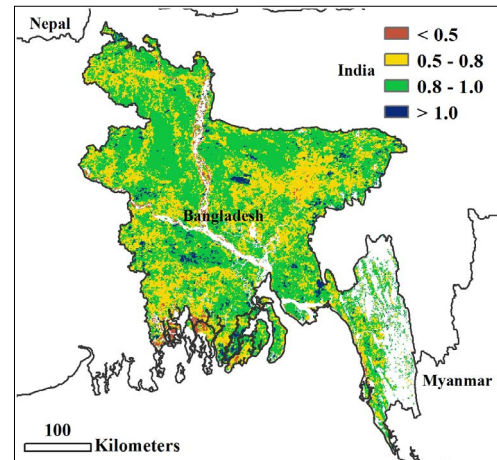 Nepal
India
< 0.5
0.5 - 0.8
0.8 - 1.0
> 1.0
Bangladesh
Myanmar
100
Kilometers